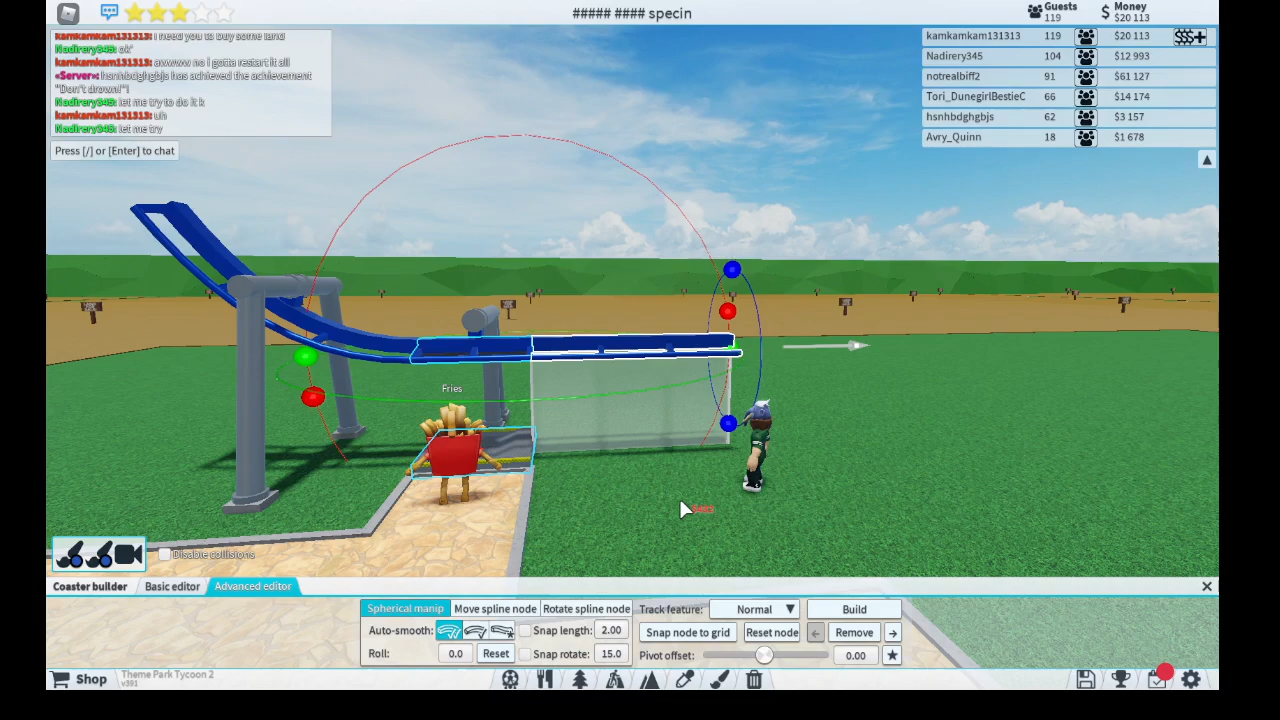 ##### #### specin
Guests
119
Money
$20 113
kamkamkam131313: i need you to buy some land
Nadirery345: ok'
kamkamkam131313: awwww no i gotta restart it all
«Server»: hsnhbdghgbjs has achieved the achievement
"Don't drown!"!
Nadirery345: let me try to do it k
kamkamkam131313: uh
Nadirery345: let me try
Press [/] or [Enter] to chat
kamkamkam131313 119 $20 113 $$$+
Nadirery345 104 $12 993
notrealbiff2 91 $61 127
Tori_DunegirlBestieC 66 $14 174
hsnhbdghgbjs 62 $3 157
Avry_Quinn 18 $1 678
Fries
Disable collisions
Coaster builder Basic editor Advanced editor
Spherical manip Move spline node Rotate spline node Track feature: Normal Build
Auto-smooth: Snap length: 2.00 Snap node to grid Reset node Remove
Roll: 0.0 Reset Snap rotate: 15.0 Pivot offset: 0.00
Shop
Theme Park Tycoon 2
v391